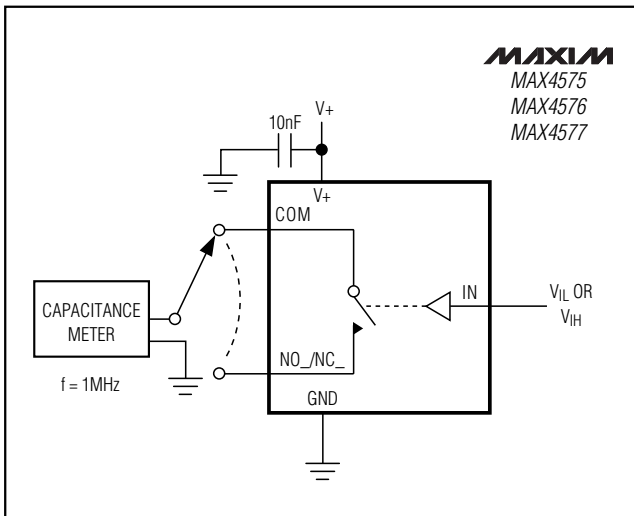 MAXIM
MAX4575
MAX4576
MAX4577
V+
10nF
V+
COM
IN
VIL OR
VIH
CAPACITANCE
METER
NO_/NC_
f = 1MHz
GND